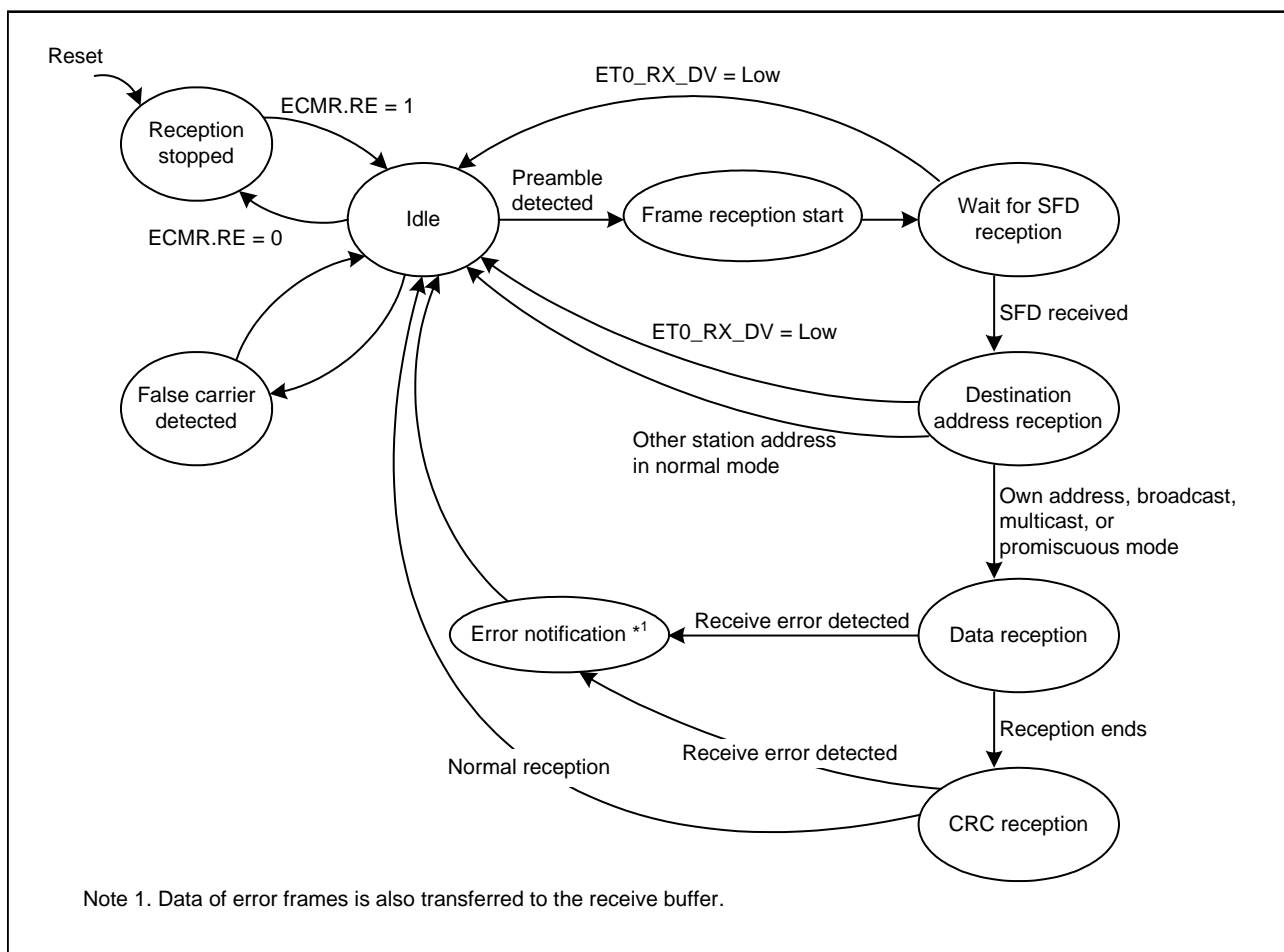 Reset
ET0_RX_DV = Low
ECMR.RE = 1
Reception
stopped
Preamble
detected
Idle
Frame reception start
Wait for SFD
reception
ECMR.RE = 0
SFD received
ET0_RX_DV = Low
False carrier
detected
Destination
address reception
Other station address
in normal mode
Own address, broadcast,
multicast, or
promiscuous mode
Error notification *1
Receive error detected
Data reception
Reception ends
Receive error detected
Normal reception
CRC reception
Note 1. Data of error frames is also transferred to the receive buffer.